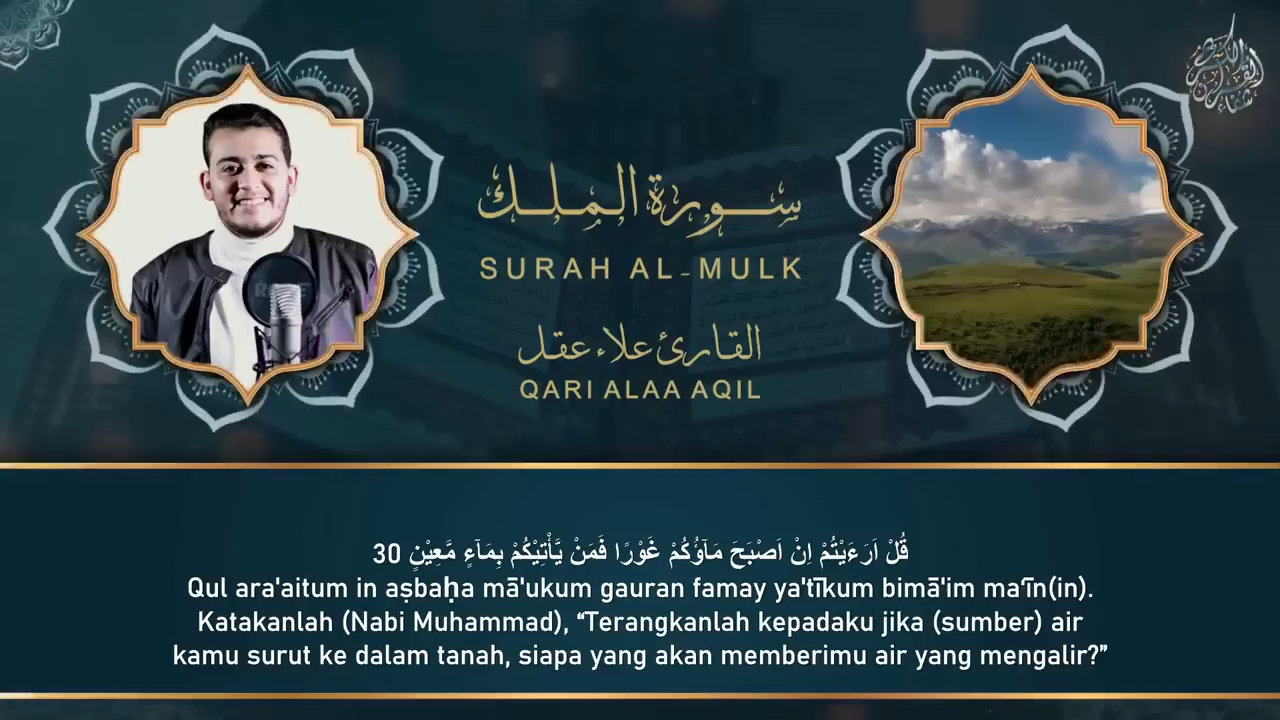 سورة الملك
SURAH AL-MULK
القارئ علاء عقل
QARI ALAA AQIL
قُلْ اَرَءَيْتُمْ اِنْ اَصْبَحَ مَاۤؤُكُمْ غَوْرًا فَمَنْ يَّأْتِيْكُمْ بِمَاۤءٍ مَّعِيْنٍ 30
Qul ara'aitum in aṣbaḥa mā'ukum gauran famay ya'tīkum bimā'im ma‘īn(in).
Katakanlah (Nabi Muhammad), “Terangkanlah kepadaku jika (sumber) air
kamu surut ke dalam tanah, siapa yang akan memberimu air yang mengalir?”